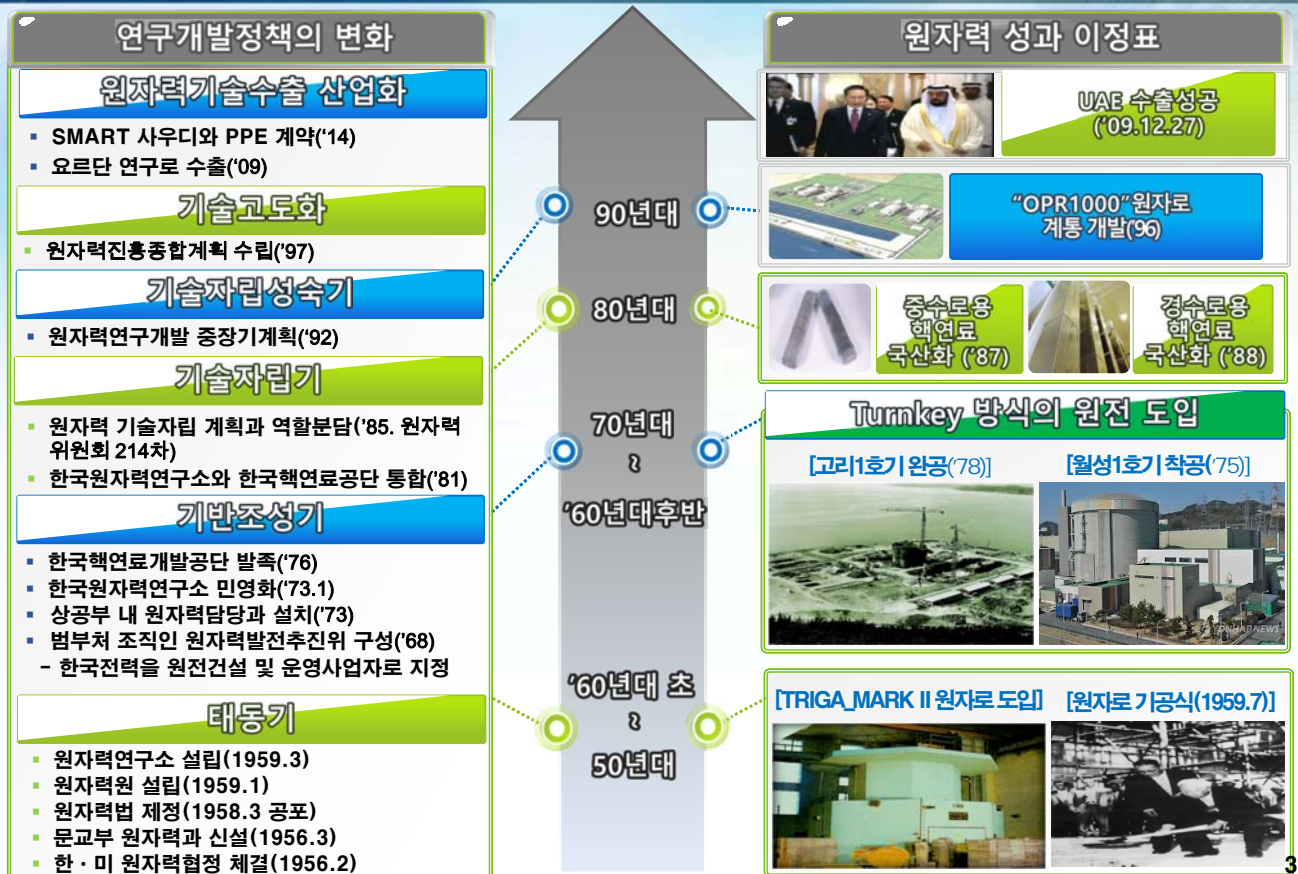 연구개발정책의 변화
원자력기술수출 산업화
▪ SMART 사우디와 PPE 계약('14)
▪ 요르단 연구로 수출('09)
기술고도화
▪ 원자력진흥종합계획 수립('97)
기술자립성숙기
▪ 원자력연구개발 중장기계획('92)
기술자립기
▪ 원자력 기술자립 계획과 역할분담('85. 원자력
위원회 214차)
▪ 한국원자력연구소와 한국핵연료공단 통합('81)
기반조성기
▪ 한국핵연료개발공단 발족('76)
▪ 한국원자력연구소 민영화('73.1)
▪ 상공부 내 원자력담당과 설치('73)
▪ 범부처 조직인 원자력발전추진위 구성('68)
- 한국전력을 원전건설 및 운영사업자로 지정
태동기
▪ 원자력연구소 설립(1959.3)
▪ 원자력원 설립(1959.1)
▪ 원자력법 제정(1958.3 공포)
▪ 문교부 원자력과 신설(1956.3)
▪ 한·미 원자력협정 체결(1956.2)
90년대
80년대
70년대
~
'60년대후반
'60년대 초
~
50년대
원자력 성과 이정표
UAE 수출성공
('09.12.27)
"OPR1000"원자로
계통 개발('96)
중수로용
핵연료
국산화 ('87)
경수로용
핵연료
국산화 ('88)
Turnkey 방식의 원전 도입
[고리1호기 완공('78)]
[월성1호기 착공('75)]
YONHAPNEWS
[TRIGA_MARK II 원자로 도입]
[원자로 기공식(1959.7)]
3